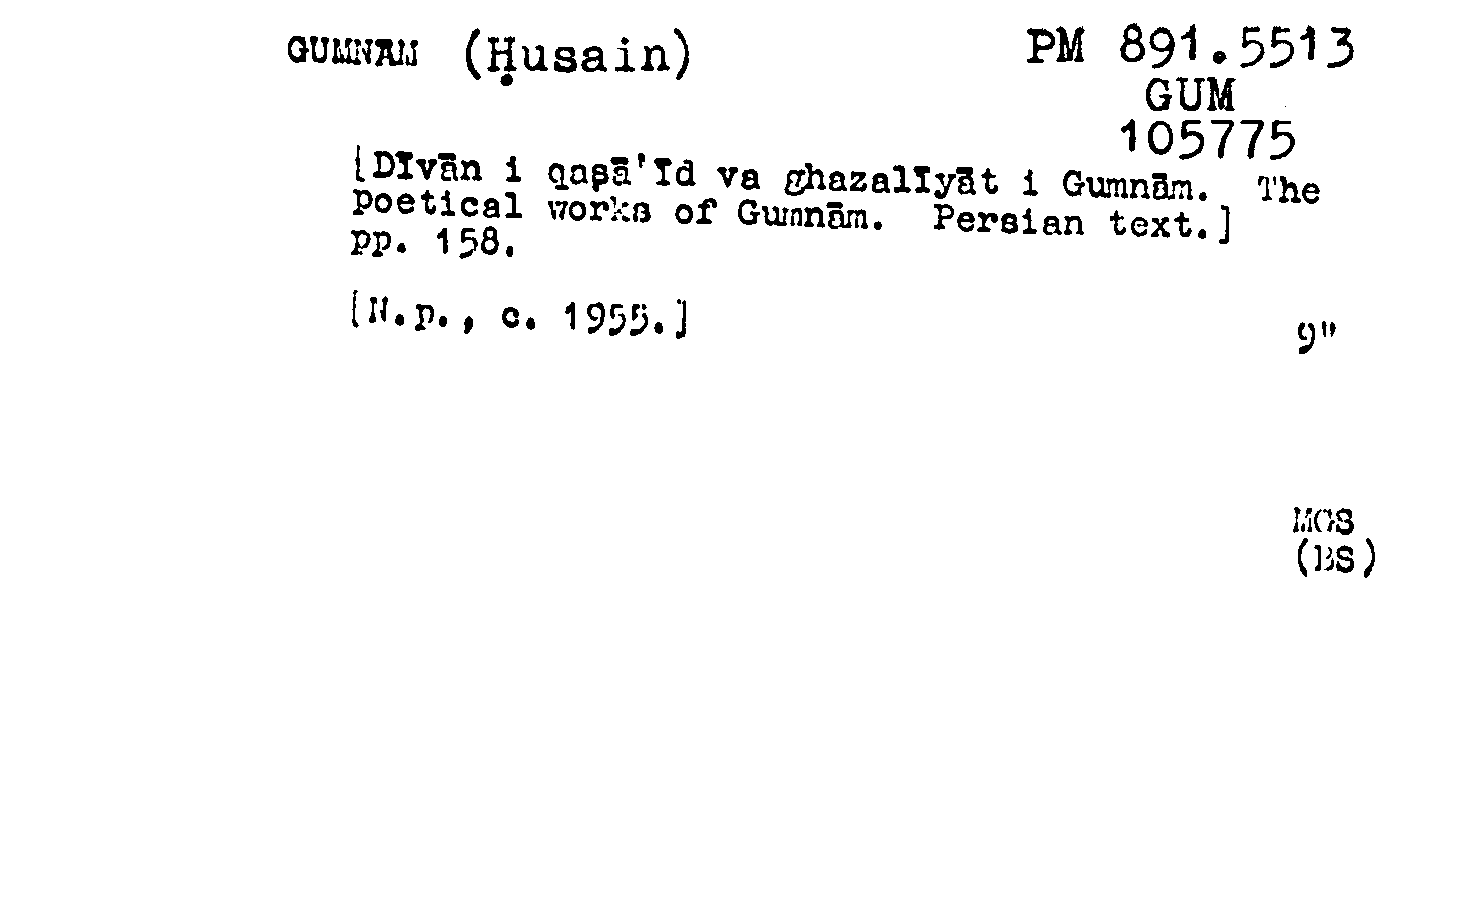 GUMNĀM (Ḥusain)
PM 891.5513
GUM
105775
[Dīvān i qaṣā'īd va ghazalīyāt i Gumnām. The
poetical works of Gumnām. Persian text.]
pp. 158.
[N.p., c. 1955.]
9"
MGS
(BS)